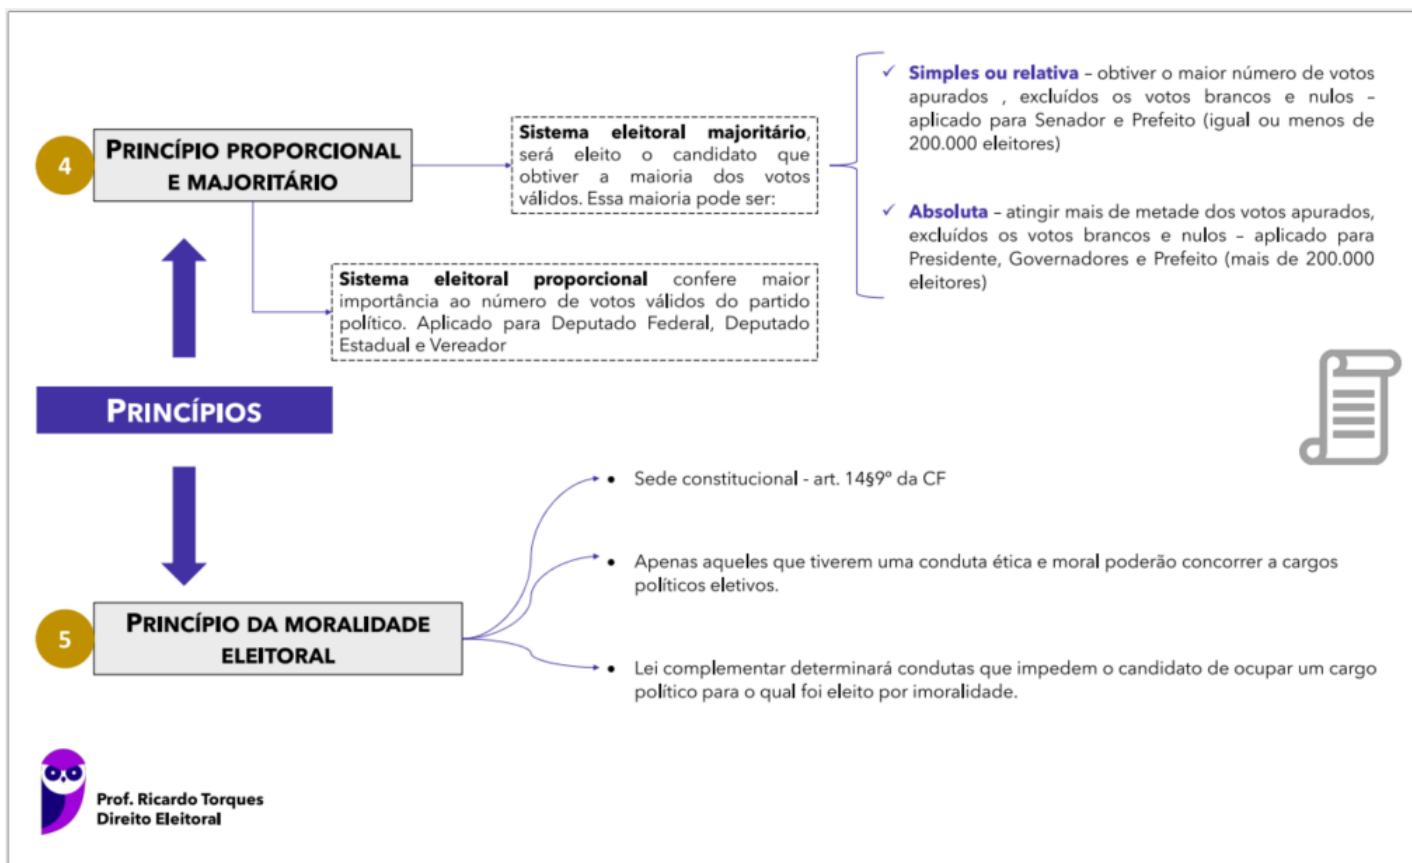 4
PRINCÍPIO PROPORCIONAL
E MAJORITÁRIO
Sistema eleitoral majoritário,
será eleito o candidato que
obtiver a maioria dos votos
válidos. Essa maioria pode ser:
✓ Simples ou relativa – obtiver o maior número de votos
apurados , excluídos os votos brancos e nulos –
aplicado para Senador e Prefeito (igual ou menos de
200.000 eleitores)
✓ Absoluta – atingir mais de metade dos votos apurados,
excluídos os votos brancos e nulos – aplicado para
Presidente, Governadores e Prefeito (mais de 200.000
eleitores)
Sistema eleitoral proporcional confere maior
importância ao número de votos válidos do partido
político. Aplicado para Deputado Federal, Deputado
Estadual e Vereador
PRINCÍPIOS
5
PRINCÍPIO DA MORALIDADE
ELEITORAL
• Sede constitucional - art. 14§9º da CF
• Apenas aqueles que tiverem uma conduta ética e moral poderão concorrer a cargos
políticos eletivos.
• Lei complementar determinará condutas que impedem o candidato de ocupar um cargo
político para o qual foi eleito por imoralidade.
Prof. Ricardo Torques
Direito Eleitoral